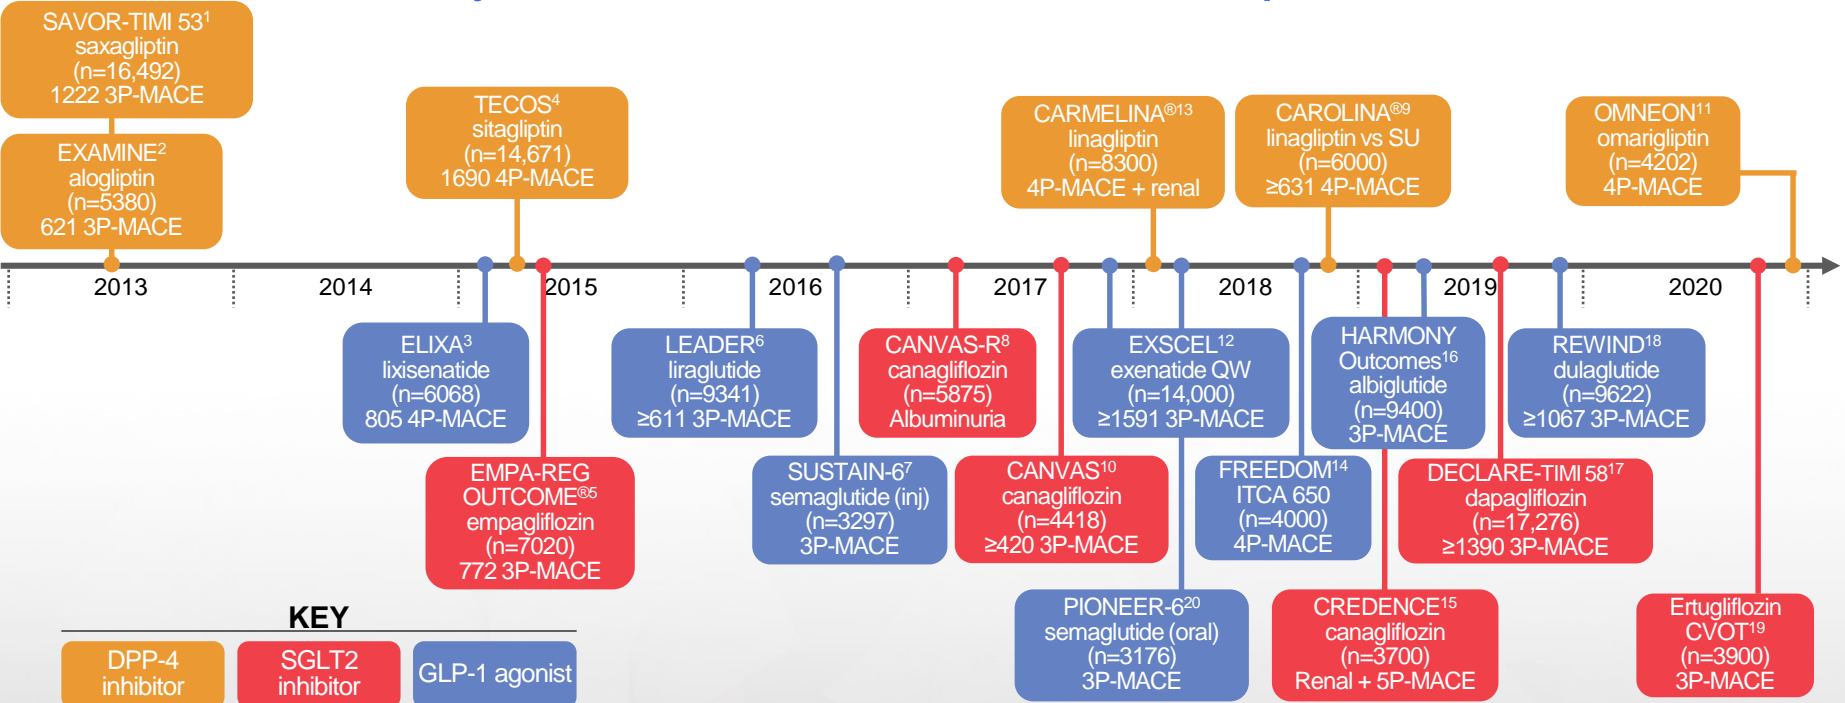 SAVOR-TIMI 53¹
saxagliptin
(n=16,492)
1222 3P-MACE
EXAMINE²
alogliptin
(n=5380)
621 3P-MACE
TECOS⁴
sitagliptin
(n=14,671)
1690 4P-MACE
CARMELINA®¹³
linagliptin
(n=8300)
4P-MACE + renal
CAROLINA®⁹
linagliptin vs SU
(n=6000)
≥631 4P-MACE
OMNEON¹¹
omarigliptin
(n=4202)
4P-MACE
2013
2014
2015
2016
2017
2018
2019
2020
ELIXA³
lixisenatide
(n=6068)
805 4P-MACE
LEADER⁶
liraglutide
(n=9341)
≥611 3P-MACE
CANVAS-R⁸
canagliflozin
(n=5875)
Albuminuria
EXSCEL¹²
exenatide QW
(n=14,000)
≥1591 3P-MACE
HARMONY
Outcomes¹⁶
albiglutide
(n=9400)
3P-MACE
REWIND¹⁸
dulaglutide
(n=9622)
≥1067 3P-MACE
EMPA-REG
OUTCOME®⁵
empagliflozin
(n=7020)
772 3P-MACE
SUSTAIN-6⁷
semaglutide (inj)
(n=3297)
3P-MACE
CANVAS¹⁰
canagliflozin
(n=4418)
≥420 3P-MACE
FREEDOM¹⁴
ITCA 650
(n=4000)
4P-MACE
DECLARE-TIMI 58¹⁷
dapagliflozin
(n=17,276)
≥1390 3P-MACE
PIONEER-6²⁰
semaglutide (oral)
(n=3176)
3P-MACE
CREDENCE¹⁵
canagliflozin
(n=3700)
Renal + 5P-MACE
Ertugliflozin
CVOT¹⁹
(n=3900)
3P-MACE
KEY
DPP-4
inhibitor
SGLT2
inhibitor
GLP-1 agonist